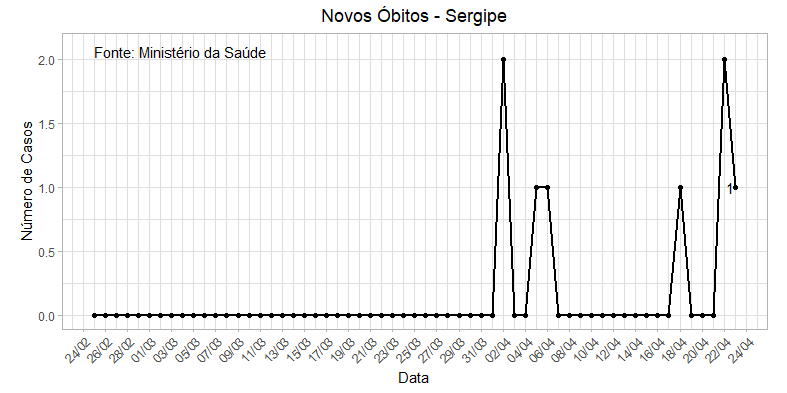 Novos Óbitos - Sergipe
Fonte: Ministério da Saúde
Número de Casos
2.0
1.5
1.0
0.5
0.0
1
24/02 26/02 28/02 01/03 03/03 05/03 07/03 09/03 11/03 13/03 15/03 17/03 19/03 21/03 23/03 25/03 27/03 29/03 31/03 02/04 04/04 06/04 08/04 10/04 12/04 14/04 16/04 18/04 20/04 22/04 24/04
Data